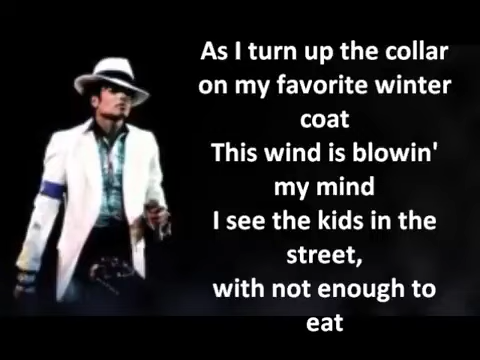 As I turn up the collar
on my favorite winter
coat
This wind is blowin'
my mind
I see the kids in the
street,
with not enough to
eat